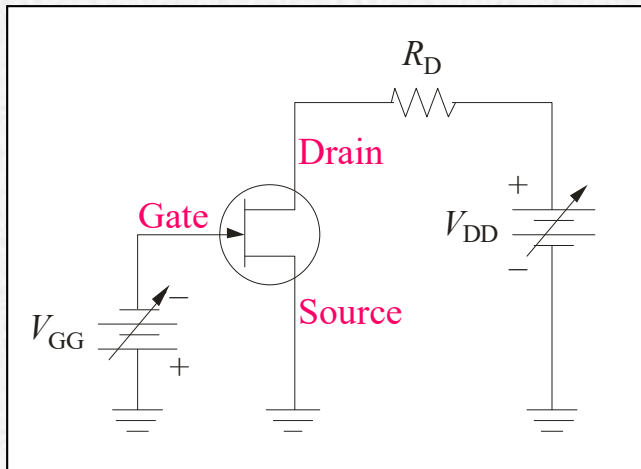 R_D
Drain
Gate
+
V_DD
−
−
V_GG
+
Source